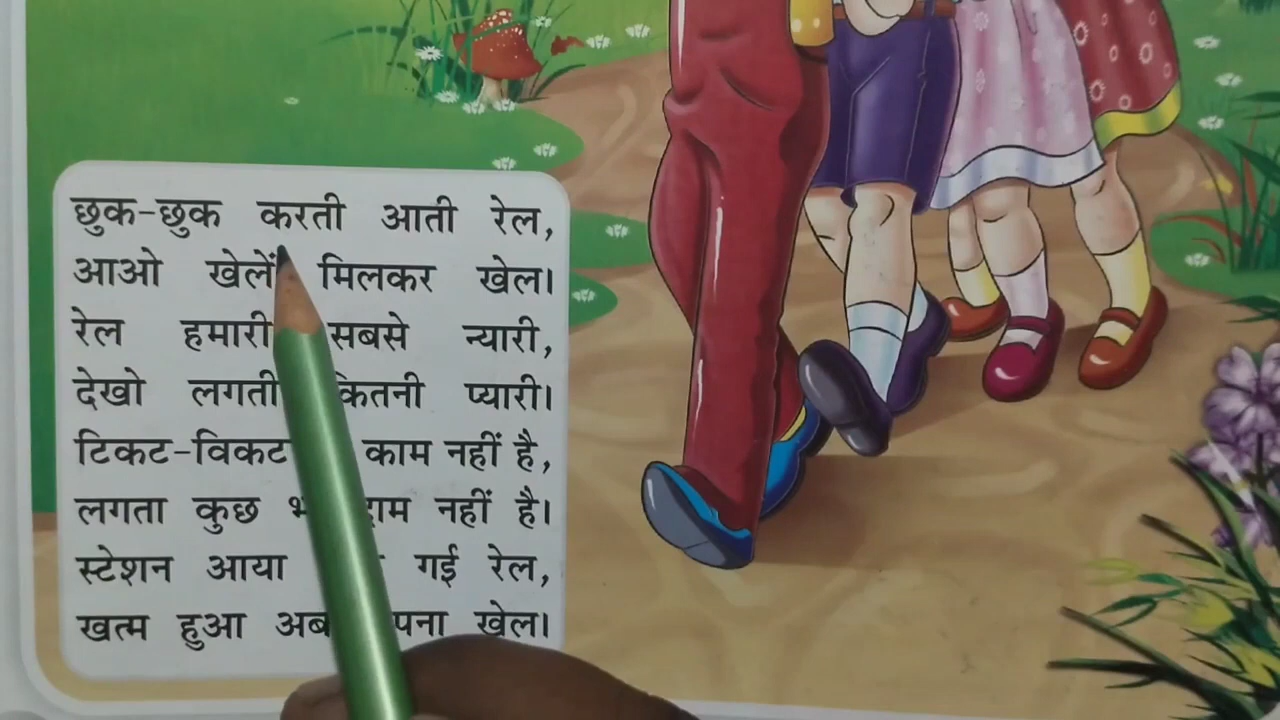 छुक-छुक करती आती रेल,
आओ खेलें मिलकर खेल।
रेल हमारी सबसे न्यारी,
देखो लगती कितनी प्यारी।
टिकट-विकट काम नहीं है,
लगता कुछ दाम नहीं है।
स्टेशन आया गई रेल,
खत्म हुआ अब खेल।